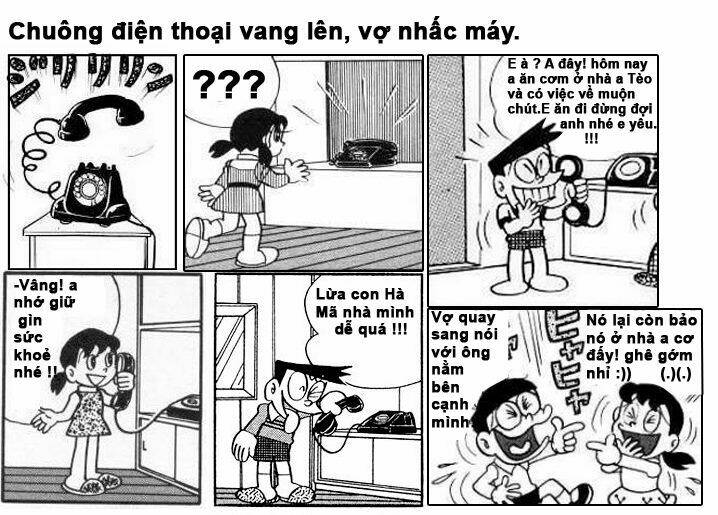 Chuông điện thoại vang lên, vợ nhấc máy.
???
E à ? A đây! hôm nay
a ăn cơm ở nhà a Tèo
và có việc về muộn
chút.E ăn đi đừng đợi
anh nhé e yêu.
!!!
-Vâng! a
nhớ giữ
gìn
sức
khoẻ
nhé !!
Lừa con Hà
Mã nhà mình
dễ quá !!!
Vợ quay
sang nói
với ông
nằm
bên
cạnh
mình
Nó lại còn bảo
nó ở nhà a cơ
đấy! ghê gớm
nhỉ :)) (.)(.)